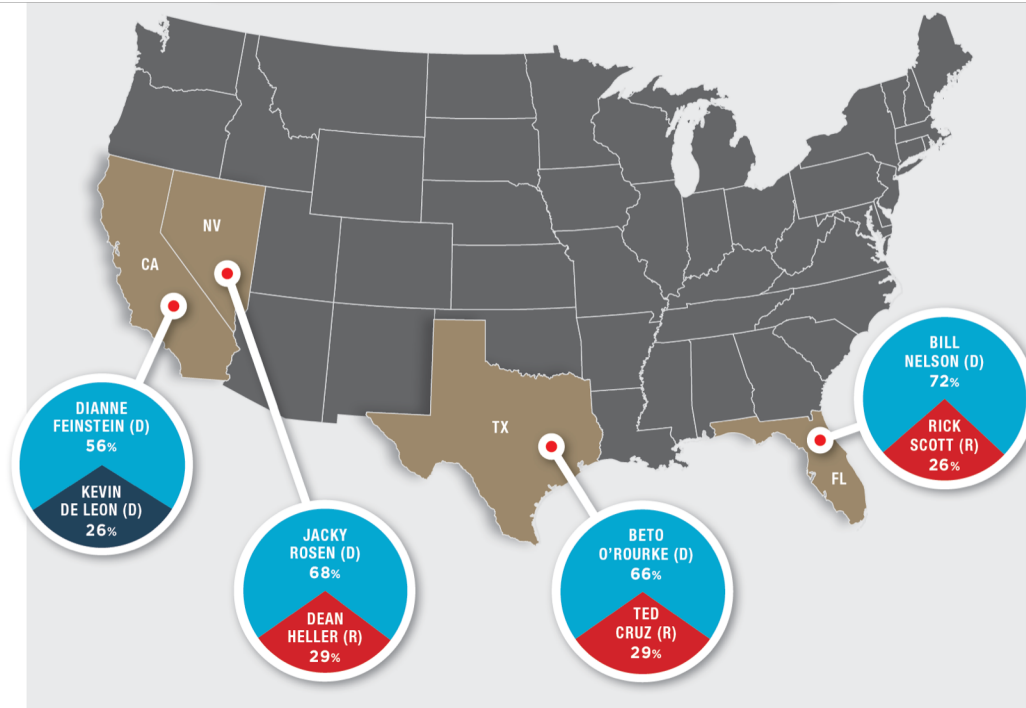 NV
CA
TX
FL
DIANNE
FEINSTEIN (D)
56%
KEVIN
DE LEON (D)
26%
JACKY
ROSEN (D)
68%
DEAN
HELLER (R)
29%
BETO
O'ROURKE (D)
66%
TED
CRUZ (R)
29%
BILL
NELSON (D)
72%
RICK
SCOTT (R)
26%